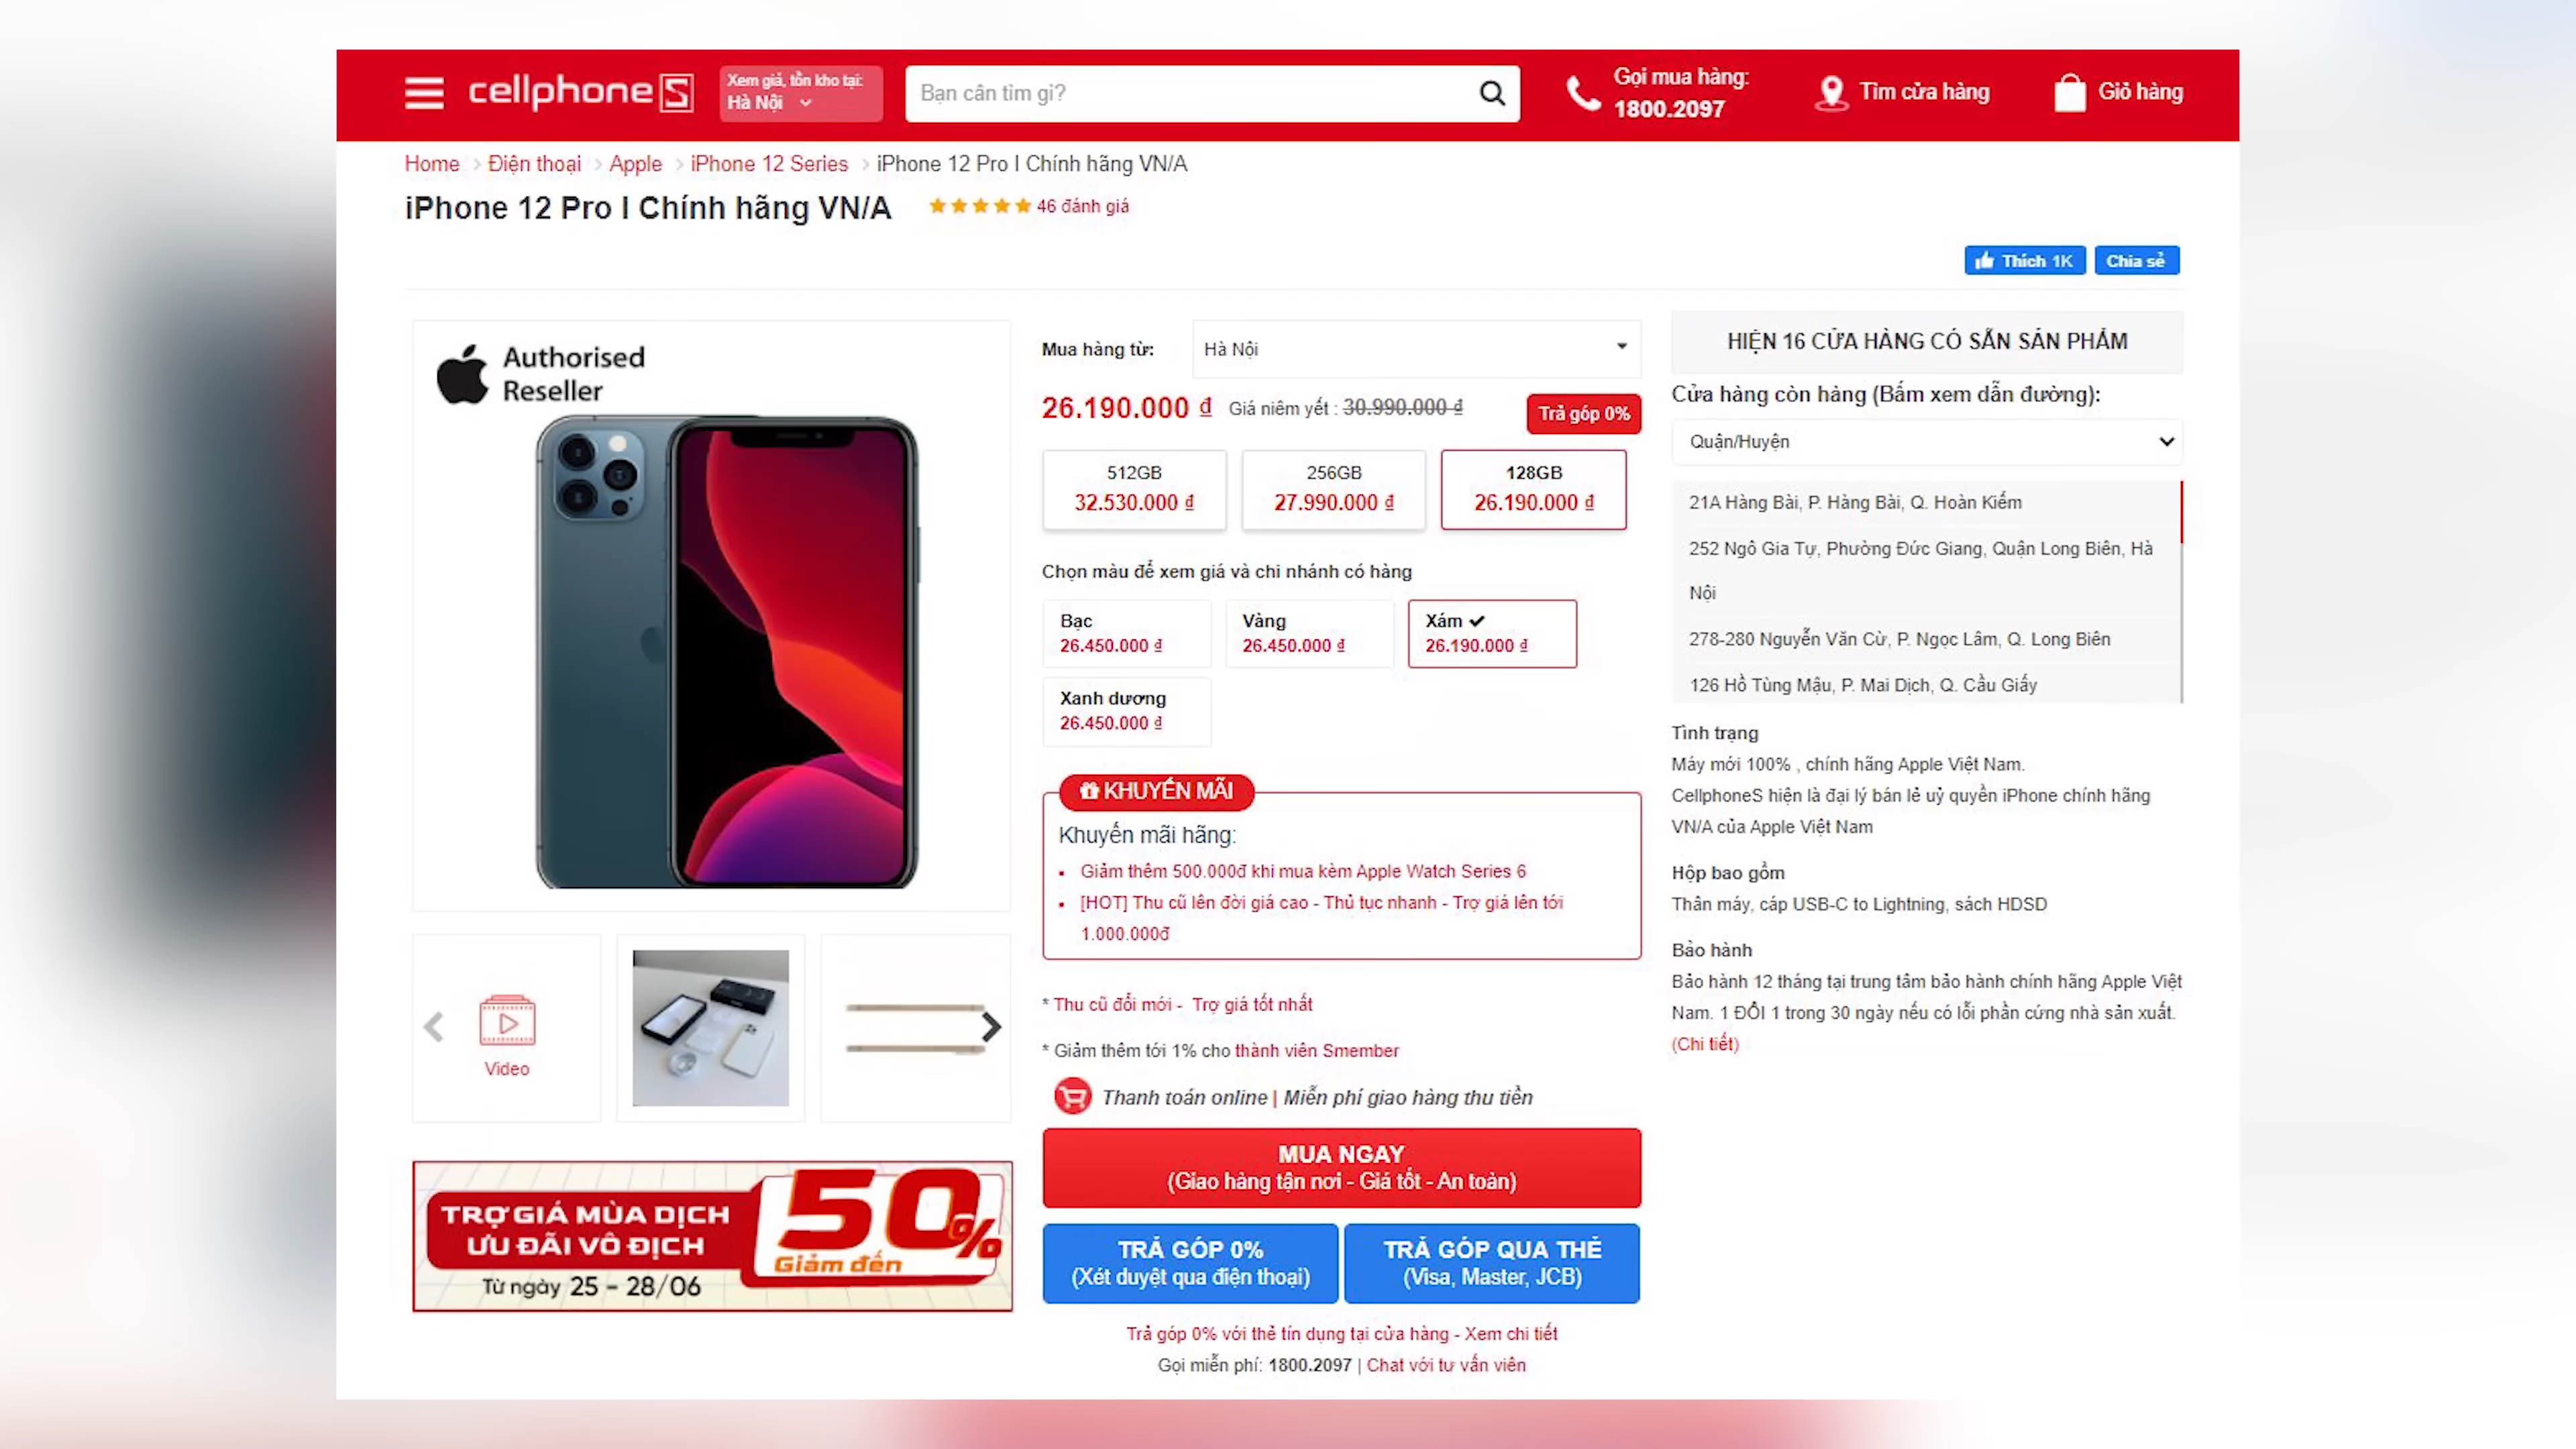 cellphoneS
Xem giá, tồn kho tại:
Hà Nội
Bạn cần tìm gì?
Gọi mua hàng:
1800.2097
Tìm cửa hàng
Giỏ hàng
Home > Điện thoại > Apple > iPhone 12 Series > iPhone 12 Pro I Chính hãng VN/A
iPhone 12 Pro I Chính hãng VN/A
46 đánh giá
Thích 1K
Chia sẻ
Authorised
Reseller
Video
TRỢ GIÁ MÙA DỊCH
ƯU ĐÃI VÔ ĐỊCH
Từ ngày 25 - 28/06
50%
Giảm đến
Mua hàng từ:
Hà Nội
26.190.000 ₫ Giá niêm yết : 30.990.000 ₫
Trả góp 0%
512GB
32.530.000 ₫
256GB
27.990.000 ₫
128GB
26.190.000 ₫
Chọn màu để xem giá và chi nhánh có hàng
Bạc
26.450.000 ₫
Vàng
26.450.000 ₫
Xám
26.190.000 ₫
Xanh dương
26.450.000 ₫
KHUYẾN MÃI
Khuyến mãi hãng:
Giảm thêm 500.000đ khi mua kèm Apple Watch Series 6
[HOT] Thu cũ lên đời giá cao - Thủ tục nhanh - Trợ giá lên tới
1.000.000đ
* Thu cũ đổi mới - Trợ giá tốt nhất
* Giảm thêm tới 1% cho thành viên Smember
Thanh toán online | Miễn phí giao hàng thu tiền
MUA NGAY
(Giao hàng tận nơi - Giá tốt - An toàn)
TRẢ GÓP 0%
(Xét duyệt qua điện thoại)
TRẢ GÓP QUA THẺ
(Visa, Master, JCB)
Trả góp 0% với thẻ tín dụng tại cửa hàng - Xem chi tiết
Gọi miễn phí: 1800.2097 | Chat với tư vấn viên
HIỆN 16 CỬA HÀNG CÓ SẴN SẢN PHẨM
Cửa hàng còn hàng (Bấm xem dẫn đường):
Quận/Huyện
21A Hàng Bài, P. Hàng Bài, Q. Hoàn Kiếm
252 Ngô Gia Tự, Phường Đức Giang, Quận Long Biên, Hà
Nội
278-280 Nguyễn Văn Cừ, P. Ngọc Lâm, Q. Long Biên
126 Hồ Tùng Mậu, P. Mai Dịch, Q. Cầu Giấy
Tình trạng
Máy mới 100% , chính hãng Apple Việt Nam.
CellphoneS hiện là đại lý bán lẻ uỷ quyền iPhone chính hãng
VN/A của Apple Việt Nam
Hộp bao gồm
Thân máy, cáp USB-C to Lightning, sách HDSD
Bảo hành
Bảo hành 12 tháng tại trung tâm bảo hành chính hãng Apple Việt
Nam. 1 ĐỔI 1 trong 30 ngày nếu có lỗi phần cứng nhà sản xuất.
(Chi tiết)